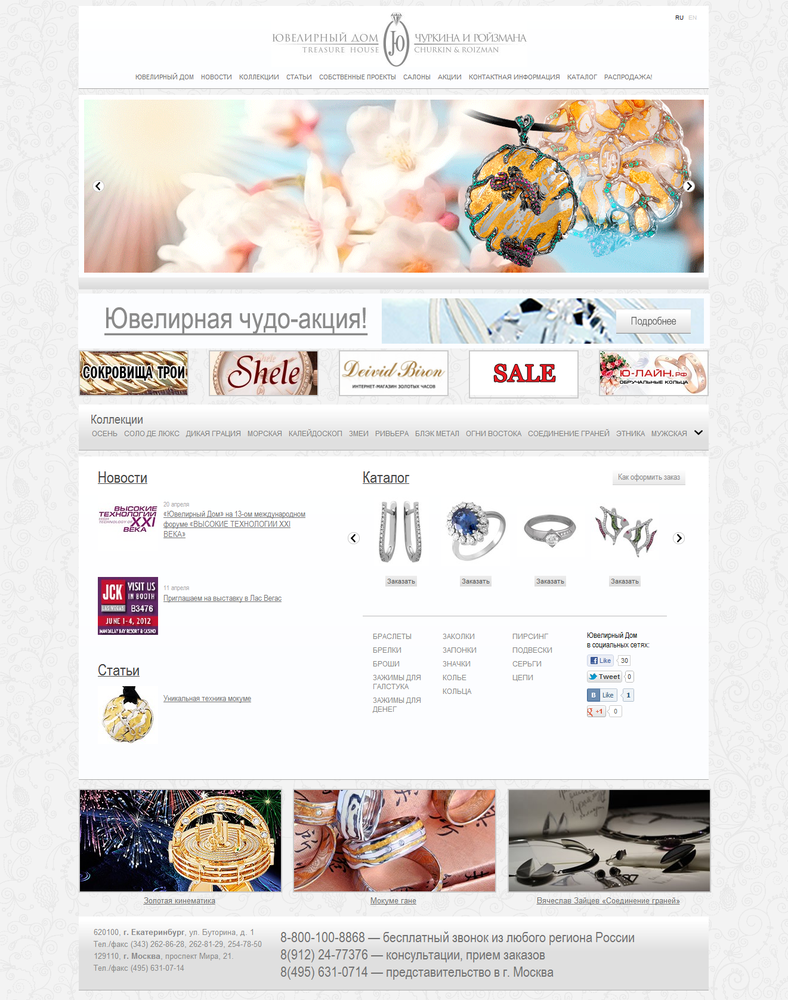 RU EN
ЮВЕЛИРНЫЙ ДОМ ЧУРКИНА И РОЙЗМАНА
TREASURE HOUSE CHURKIN & ROIZMAN
ЮВЕЛИРНЫЙ ДОМ НОВОСТИ КОЛЛЕКЦИИ СТАТЬИ СОБСТВЕННЫЕ ПРОЕКТЫ САЛОНЫ АКЦИИ КОНТАКТНАЯ ИНФОРМАЦИЯ КАТАЛОГ РАСПРОДАЖА!
Ювелирная чудо-акция!
Подробнее
СОКРОВИЩА ТРОИ
Shele
Deivid Biron
ИНТЕРНЕТ-МАГАЗИН ЗОЛОТЫХ ЧАСОВ
SALE
Ю-ЛАЙН.РФ
ОБРУЧАЛЬНЫЕ КОЛЬЦА
Коллекции
ОСЕНЬ СОЛО ДЕ ЛЮКС ДИКАЯ ГРАЦИЯ МОРСКАЯ КАЛЕЙДОСКОП ЗМЕИ РИВЬЕРА БЛЭК МЕТАЛ ОГНИ ВОСТОКА СОЕДИНЕНИЕ ГРАНЕЙ ЭТНИКА МУЖСКАЯ
Новости
ВЫСОКИЕ
ТЕХНОЛОГИИ
XXI
ВЕКА
20 апреля
«Ювелирный Дом» на 13-ом международном
форуме «ВЫСОКИЕ ТЕХНОЛОГИИ XXI
ВЕКА»
JCK
LAS VEGAS
VISIT US
IN BOOTH
B3476
JUNE 1-4, 2012
MANDALAY BAY RESORT & CASINO
11 апреля
Приглашаем на выставку в Лас Вегас
Статьи
Уникальная техника мокуме
Каталог
Как оформить заказ
Заказать Заказать Заказать Заказать
БРАСЛЕТЫ
БРЕЛКИ
БРОШИ
ЗАЖИМЫ ДЛЯ
ГАЛСТУКА
ЗАЖИМЫ ДЛЯ
ДЕНЕГ
ЗАКОЛКИ
ЗАПОНКИ
ЗНАЧКИ
КОЛЬЕ
КОЛЬЦА
ПИРСИНГ
ПОДВЕСКИ
СЕРЬГИ
ЦЕПИ
Ювелирный Дом
в социальных сетях:
Like 30
Tweet 0
B Like 1
g +1 0
Золотая кинематика
Мокуме гане
Вячеслав Зайцев «Соединение граней»
620100, г. Екатеринбург, ул. Буторина, д. 1
Тел./факс (343) 262-86-28, 262-81-29, 254-78-50
129110, г. Москва, проспект Мира, 21.
Тел./факс (495) 631-07-14
8-800-100-8868 — бесплатный звонок из любого региона России
8(912) 24-77376 — консультации, прием заказов
8(495) 631-0714 — представительство в г. Москва